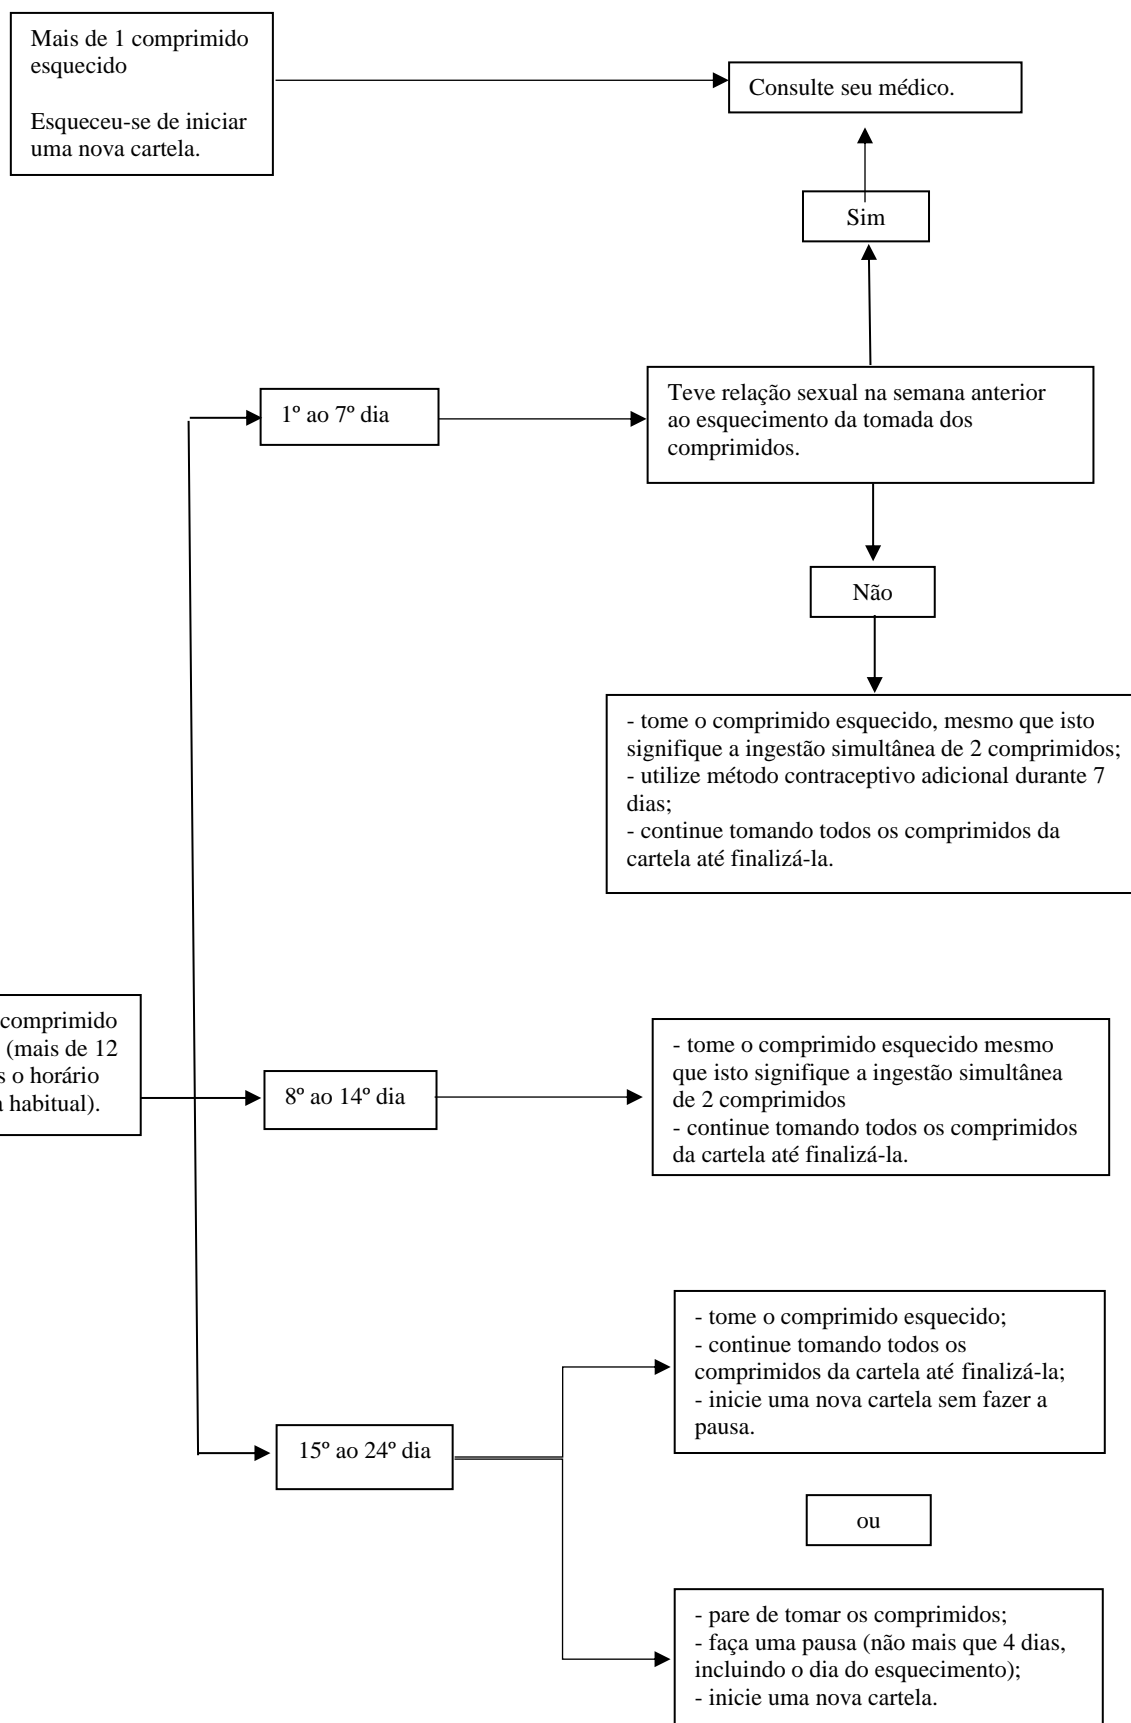 Mais de 1 comprimido
esquecido
Esqueceu-se de iniciar
uma nova cartela.
Consulte seu médico.
Sim
1º ao 7º dia
Teve relação sexual na semana anterior
ao esquecimento da tomada dos
comprimidos.
Não
- tome o comprimido esquecido, mesmo que isto
signifique a ingestão simultânea de 2 comprimidos;
- utilize método contraceptivo adicional durante 7
dias;
- continue tomando todos os comprimidos da
cartela até finalizá-la.
comprimido
(mais de 12
s o horário
a habitual).
8º ao 14º dia
- tome o comprimido esquecido mesmo
que isto signifique a ingestão simultânea
de 2 comprimidos
- continue tomando todos os comprimidos
da cartela até finalizá-la.
15º ao 24º dia
- tome o comprimido esquecido;
- continue tomando todos os
comprimidos da cartela até finalizá-la;
- inicie uma nova cartela sem fazer a
pausa.
ou
- pare de tomar os comprimidos;
- faça uma pausa (não mais que 4 dias,
incluindo o dia do esquecimento);
- inicie uma nova cartela.